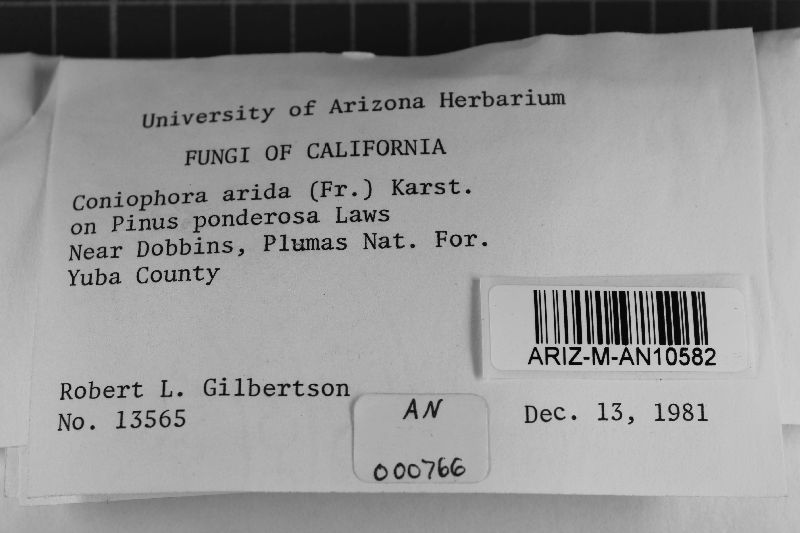 University of Arizona Herbarium
FUNGI OF CALIFORNIA
Coniophora arida (Fr.) Karst.
on Pinus ponderosa Laws
Near Dobbins, Plumas Nat. For.
Yuba County
ARIZ-M-AN10582
Robert L. Gilbertson
No. 13565
Dec. 13, 1981
AN
000766